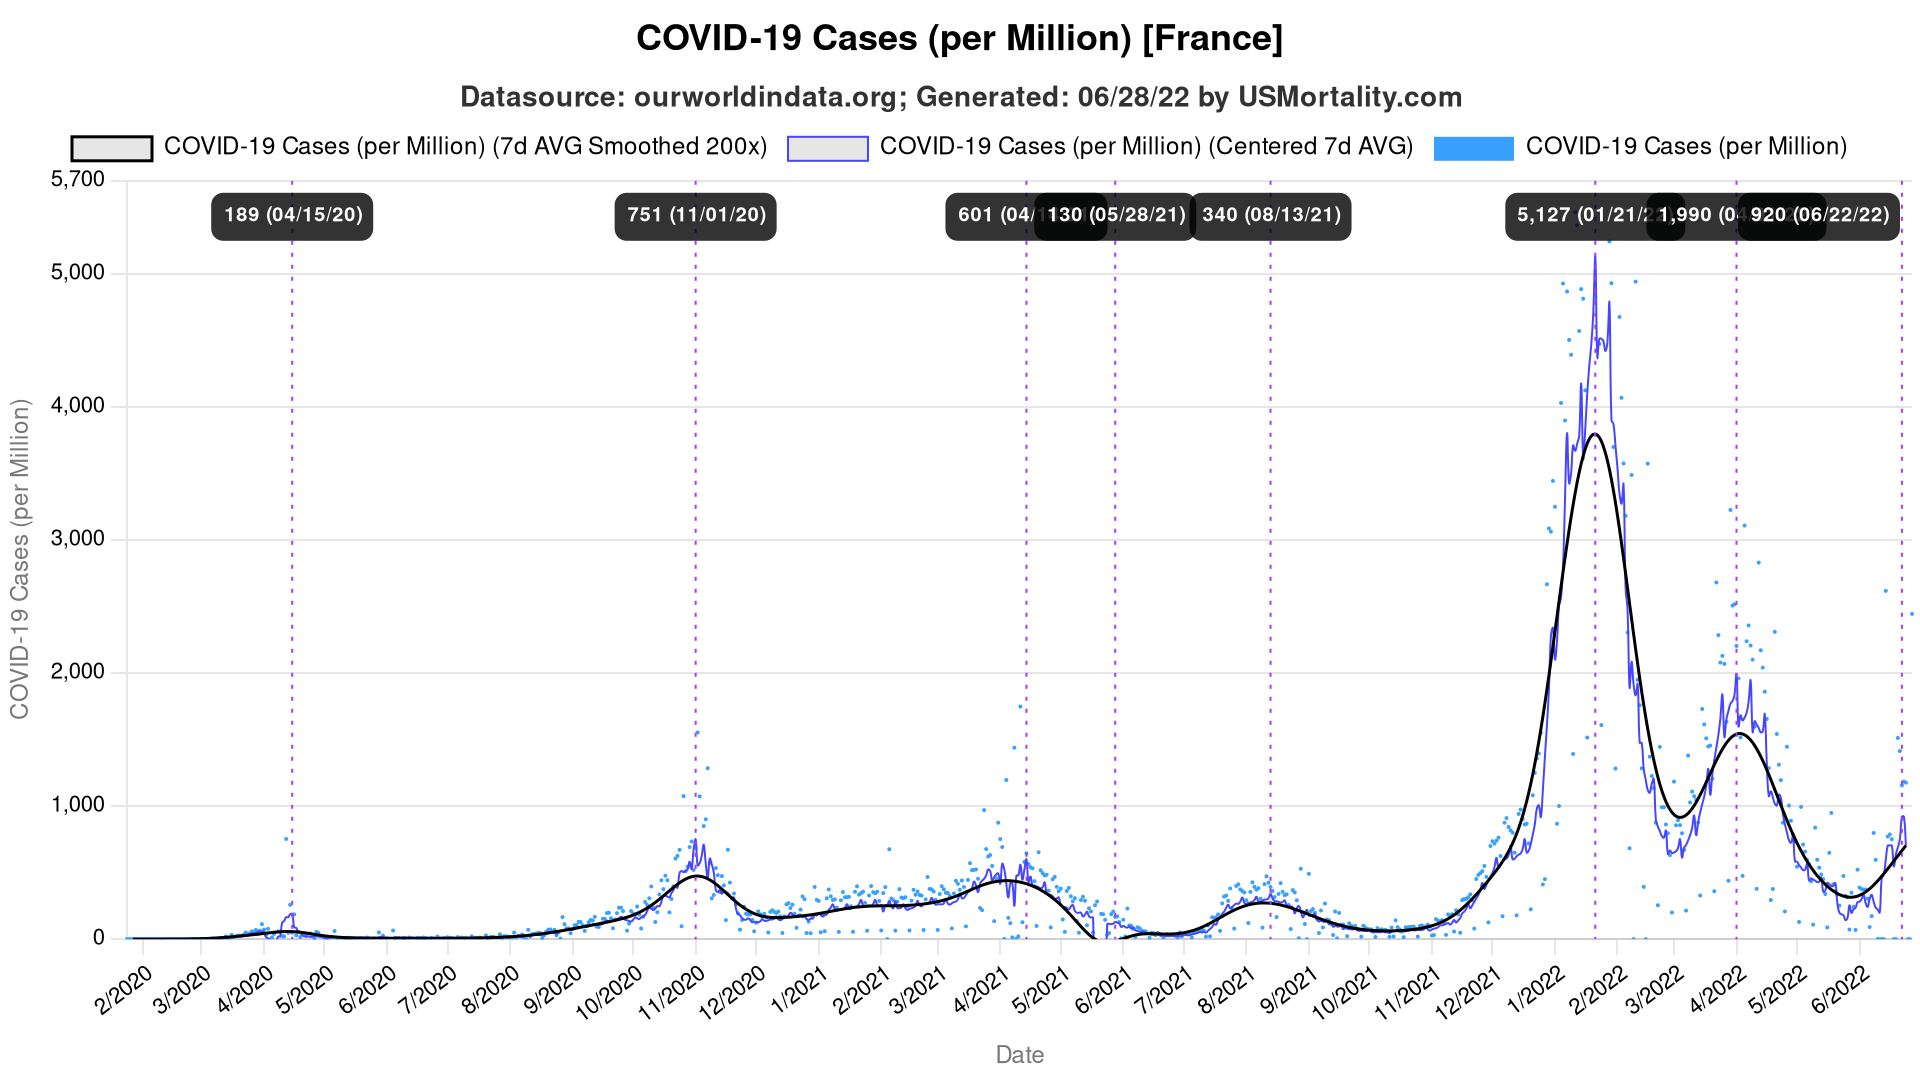 COVID-19 Cases (per Million) [France]
Datasource: ourworldindata.org; Generated: 06/28/22 by USMortality.com
COVID-19 Cases (per Million) (7d AVG Smoothed 200x) COVID-19 Cases (per Million) (Centered 7d AVG) COVID-19 Cases (per Million)
189 (04/15/20) 751 (11/01/20) 601 (04/ 130 (05/28/21) 340 (08/13/21) 5,127 (01/21/22) 1,990 (04 920 (06/22/22)
5,700
5,000
4,000
3,000
2,000
1,000
0
COVID-19 Cases (per Million)
2/2020 3/2020 4/2020 5/2020 6/2020 7/2020 8/2020 9/2020 10/2020 11/2020 12/2020 1/2021 2/2021 3/2021 4/2021 5/2021 6/2021 7/2021 8/2021 9/2021 10/2021 11/2021 12/2021 1/2022 2/2022 3/2022 4/2022 5/2022 6/2022
Date